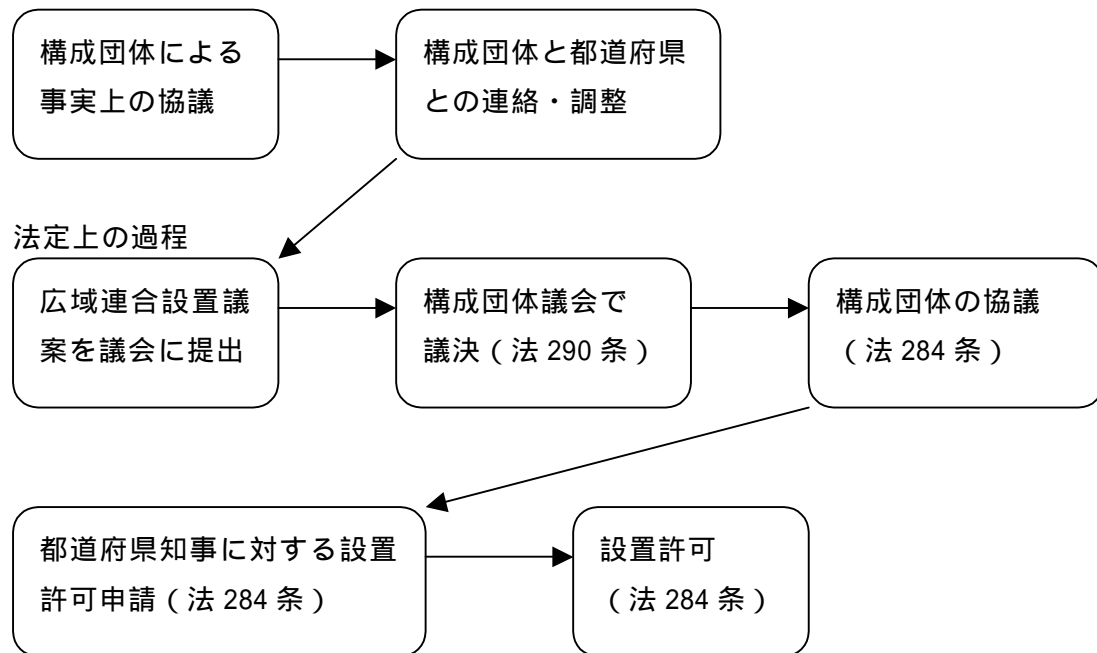 構成団体による
事実上の協議
構成団体と都道府県
との連絡・調整
法定上の過程
広域連合設置議
案を議会に提出
構成団体議会で
議決（法 290 条）
構成団体の協議
（法 284 条）
都道府県知事に対する設置
許可申請（法 284 条）
設置許可
（法 284 条）